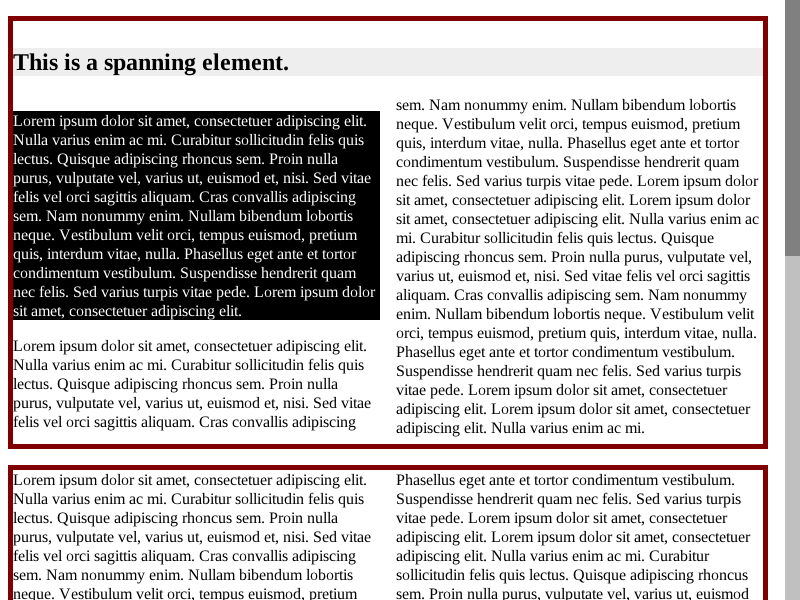 This is a spanning element.
Lorem ipsum dolor sit amet, consectetuer adipiscing elit.
Nulla varius enim ac mi. Curabitur sollicitudin felis quis
lectus. Quisque adipiscing rhoncus sem. Proin nulla
purus, vulputate vel, varius ut, euismod et, nisi. Sed vitae
felis vel orci sagittis aliquam. Cras convallis adipiscing
sem. Nam nonummy enim. Nullam bibendum lobortis
neque. Vestibulum velit orci, tempus euismod, pretium
quis, interdum vitae, nulla. Phasellus eget ante et tortor
condimentum vestibulum. Suspendisse hendrerit quam
nec felis. Sed varius turpis vitae pede. Lorem ipsum dolor
sit amet, consectetuer adipiscing elit.
Lorem ipsum dolor sit amet, consectetuer adipiscing elit.
Nulla varius enim ac mi. Curabitur sollicitudin felis quis
lectus. Quisque adipiscing rhoncus sem. Proin nulla
purus, vulputate vel, varius ut, euismod et, nisi. Sed vitae
felis vel orci sagittis aliquam. Cras convallis adipiscing
sem. Nam nonummy enim. Nullam bibendum lobortis
neque. Vestibulum velit orci, tempus euismod, pretium
quis, interdum vitae, nulla. Phasellus eget ante et tortor
condimentum vestibulum. Suspendisse hendrerit quam
nec felis. Sed varius turpis vitae pede. Lorem ipsum dolor
sit amet, consectetuer adipiscing elit. Lorem ipsum dolor
sit amet, consectetuer adipiscing elit. Nulla varius enim ac
mi. Curabitur sollicitudin felis quis lectus. Quisque
adipiscing rhoncus sem. Proin nulla purus, vulputate vel,
varius ut, euismod et, nisi. Sed vitae felis vel orci sagittis
aliquam. Cras convallis adipiscing sem. Nam nonummy
enim. Nullam bibendum lobortis neque. Vestibulum velit
orci, tempus euismod, pretium quis, interdum vitae, nulla.
Phasellus eget ante et tortor condimentum vestibulum.
Suspendisse hendrerit quam nec felis. Sed varius turpis
vitae pede. Lorem ipsum dolor sit amet, consectetuer
adipiscing elit. Lorem ipsum dolor sit amet, consectetuer
adipiscing elit. Nulla varius enim ac mi.
Lorem ipsum dolor sit amet, consectetuer adipiscing elit.
Nulla varius enim ac mi. Curabitur sollicitudin felis quis
lectus. Quisque adipiscing rhoncus sem. Proin nulla
purus, vulputate vel, varius ut, euismod et, nisi. Sed vitae
felis vel orci sagittis aliquam. Cras convallis adipiscing
sem. Nam nonummy enim. Nullam bibendum lobortis
neque. Vestibulum velit orci, tempus euismod, pretium
Phasellus eget ante et tortor condimentum vestibulum.
Suspendisse hendrerit quam nec felis. Sed varius turpis
vitae pede. Lorem ipsum dolor sit amet, consectetuer
adipiscing elit. Lorem ipsum dolor sit amet, consectetuer
adipiscing elit. Nulla varius enim ac mi. Curabitur
sollicitudin felis quis lectus. Quisque adipiscing rhoncus
sem. Proin nulla purus, vulputate vel, varius ut, euismod